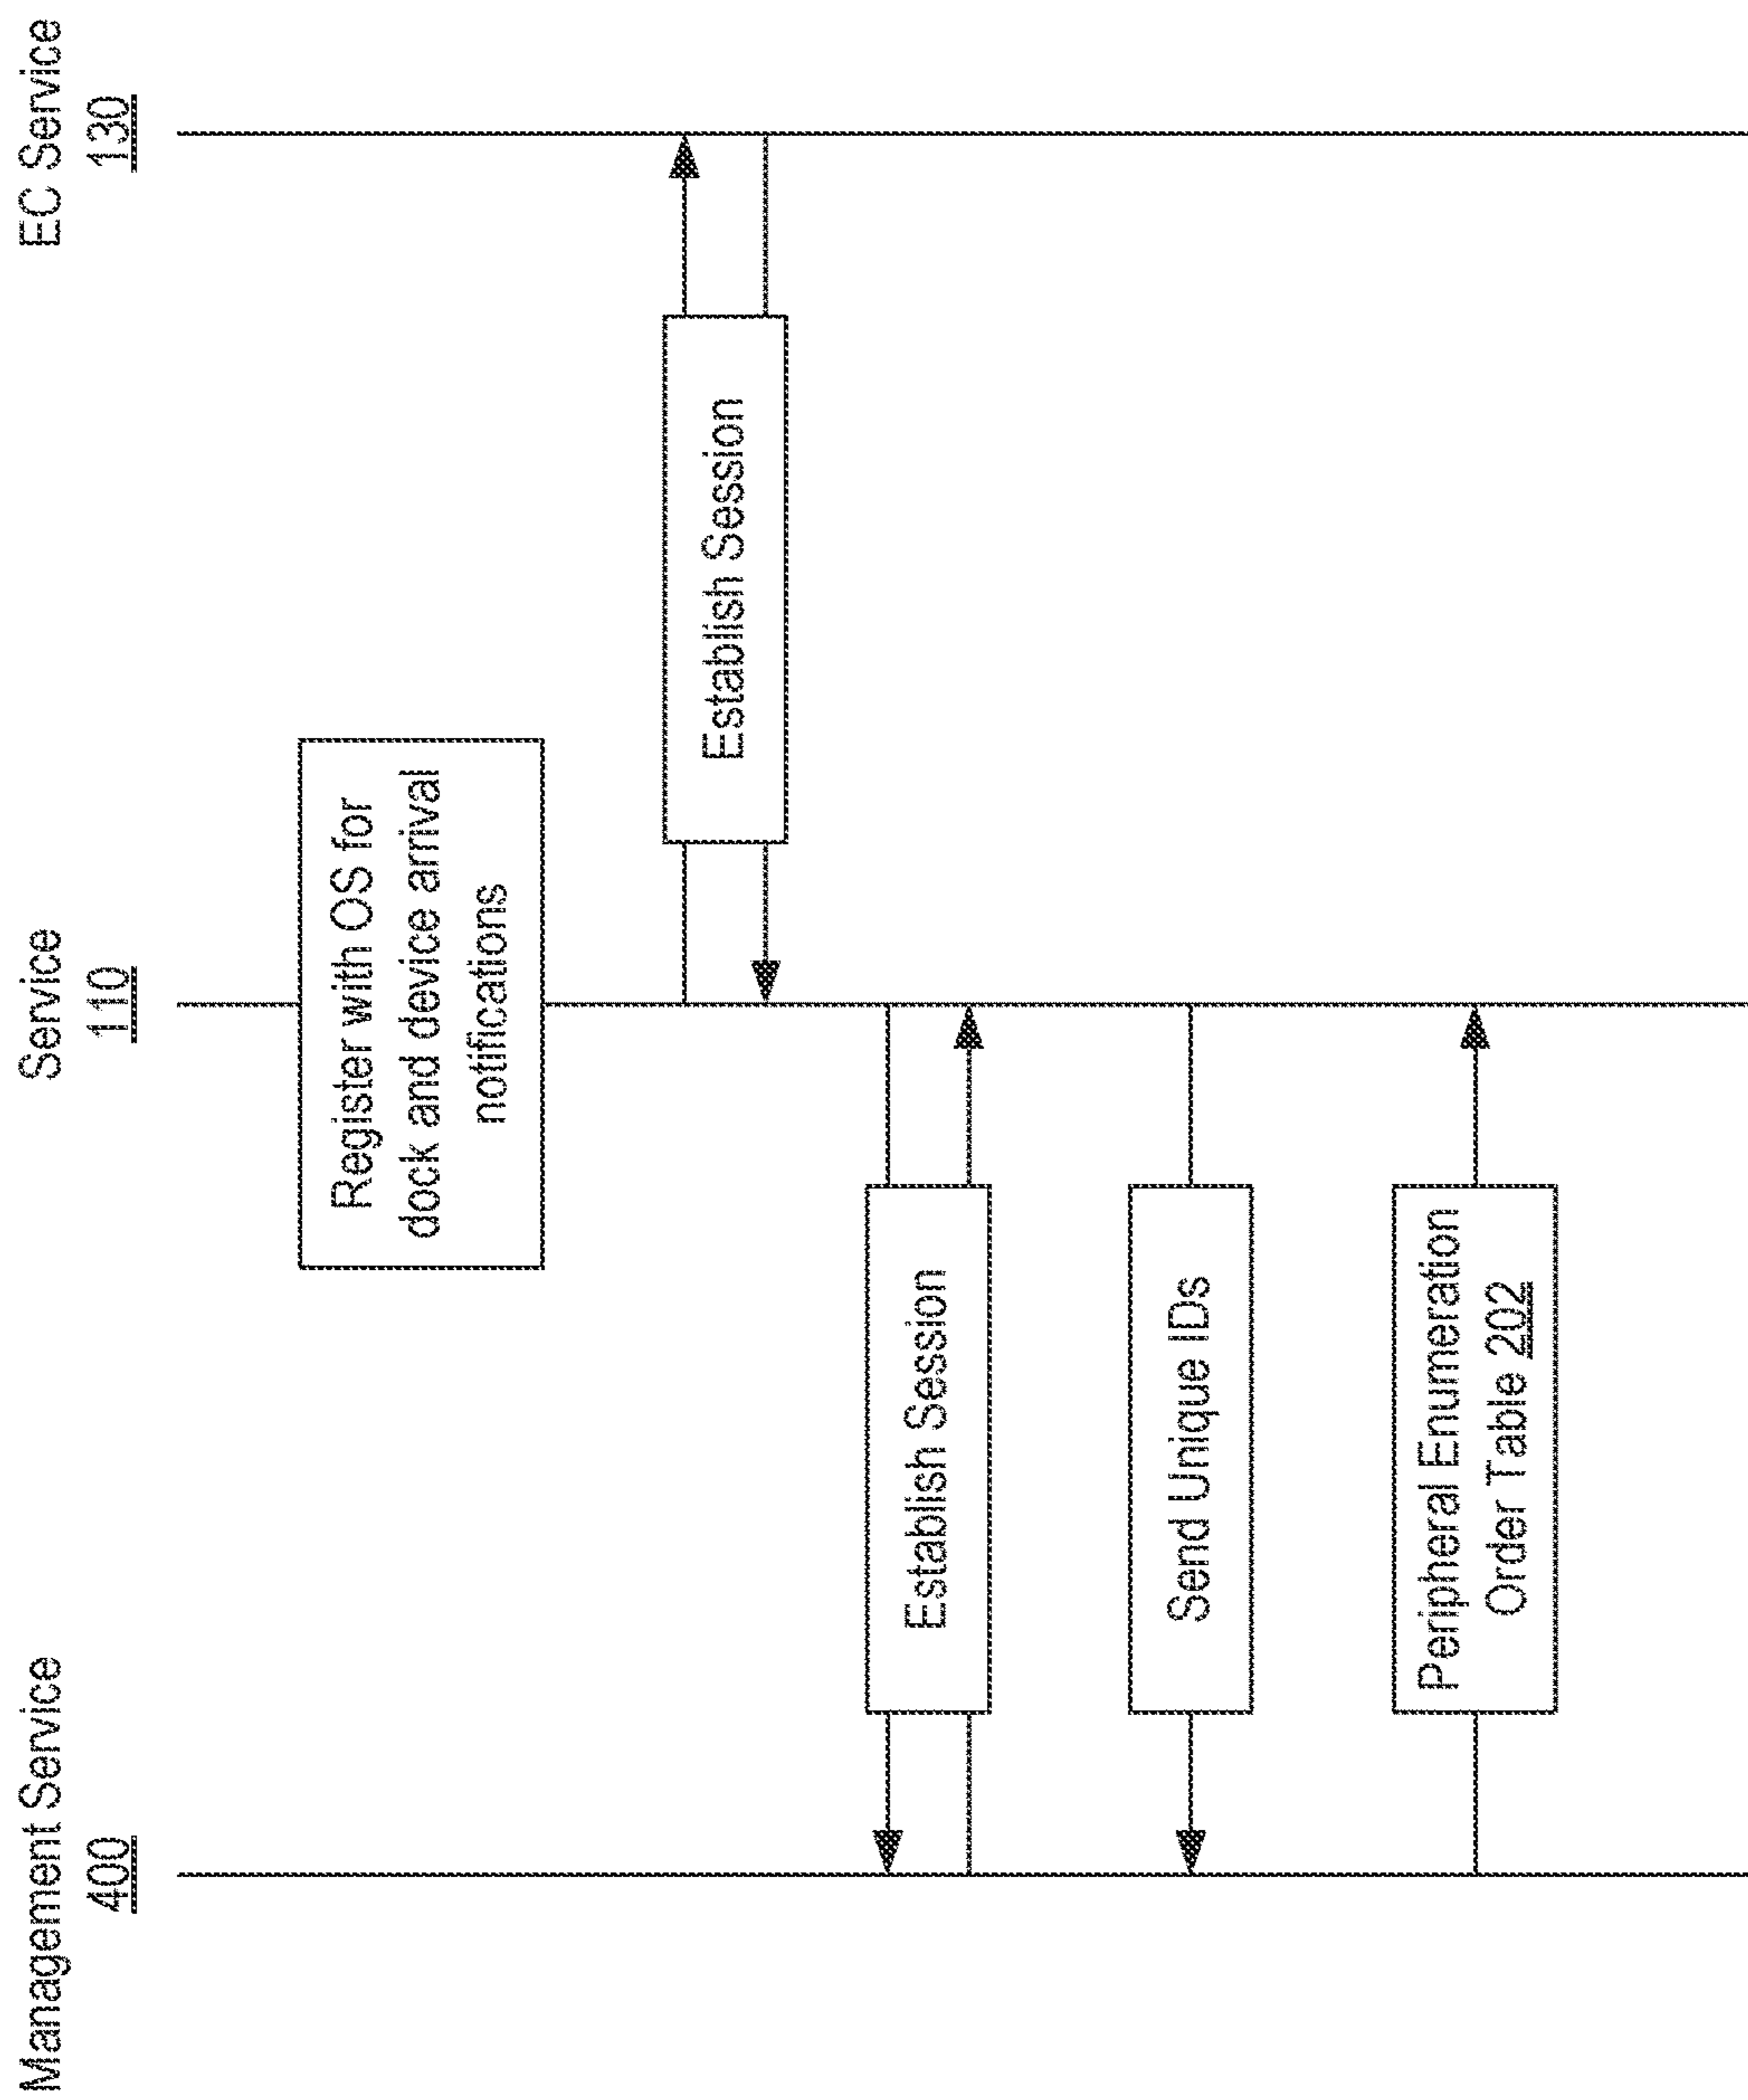 Management Service
400
Service
110
EC Service
130
Register with OS for
dock and device arrival
notifications
Establish Session
Establish Session
Send Unique IDs
Peripheral Enumeration
Order Table 202